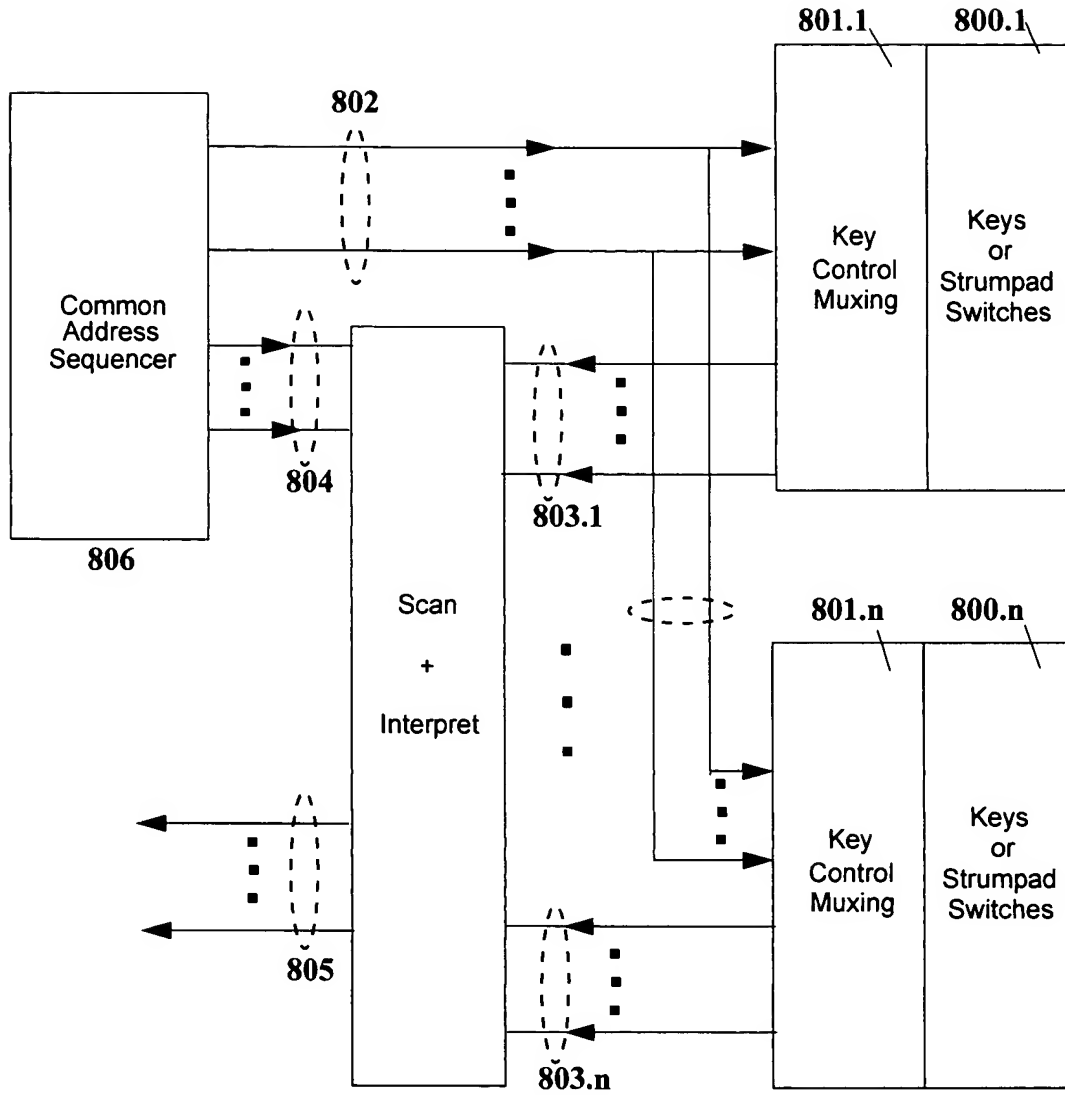 801.1 800.1
802
Common
Address
Sequencer
Key
Control
Muxing
Keys
or
Strumpad
Switches
804
803.1
806
Scan
+
Interpret
801.n 800.n
Key
Control
Muxing
Keys
or
Strumpad
Switches
805
803.n